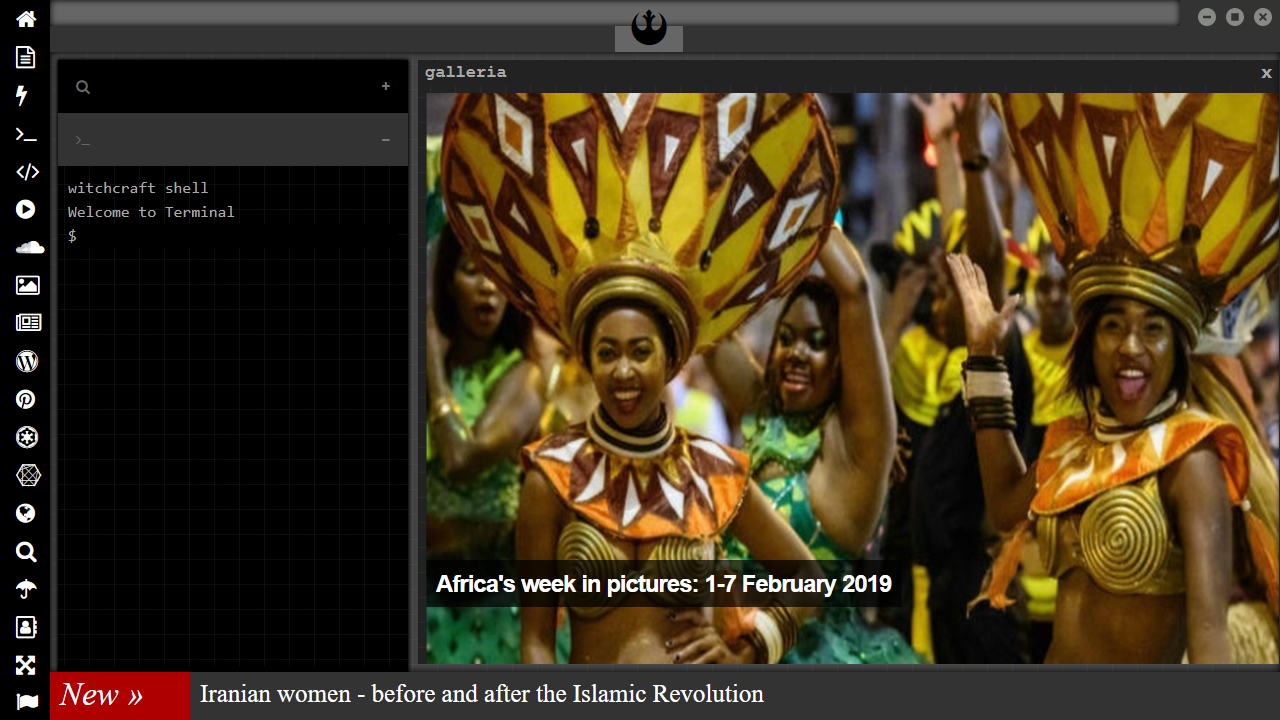 galleria
x
+
>_
−
witchcraft shell
Welcome to Terminal
$
Africa's week in pictures: 1-7 February 2019
New »
Iranian women - before and after the Islamic Revolution